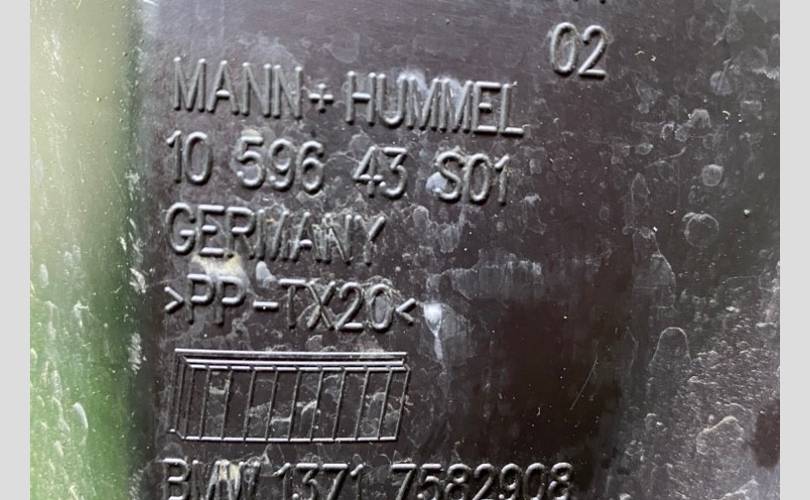 02
MANN+HUMMEL
10 596 43 S01
GERMANY
>PP-TX20<
BMW 1371 7582908